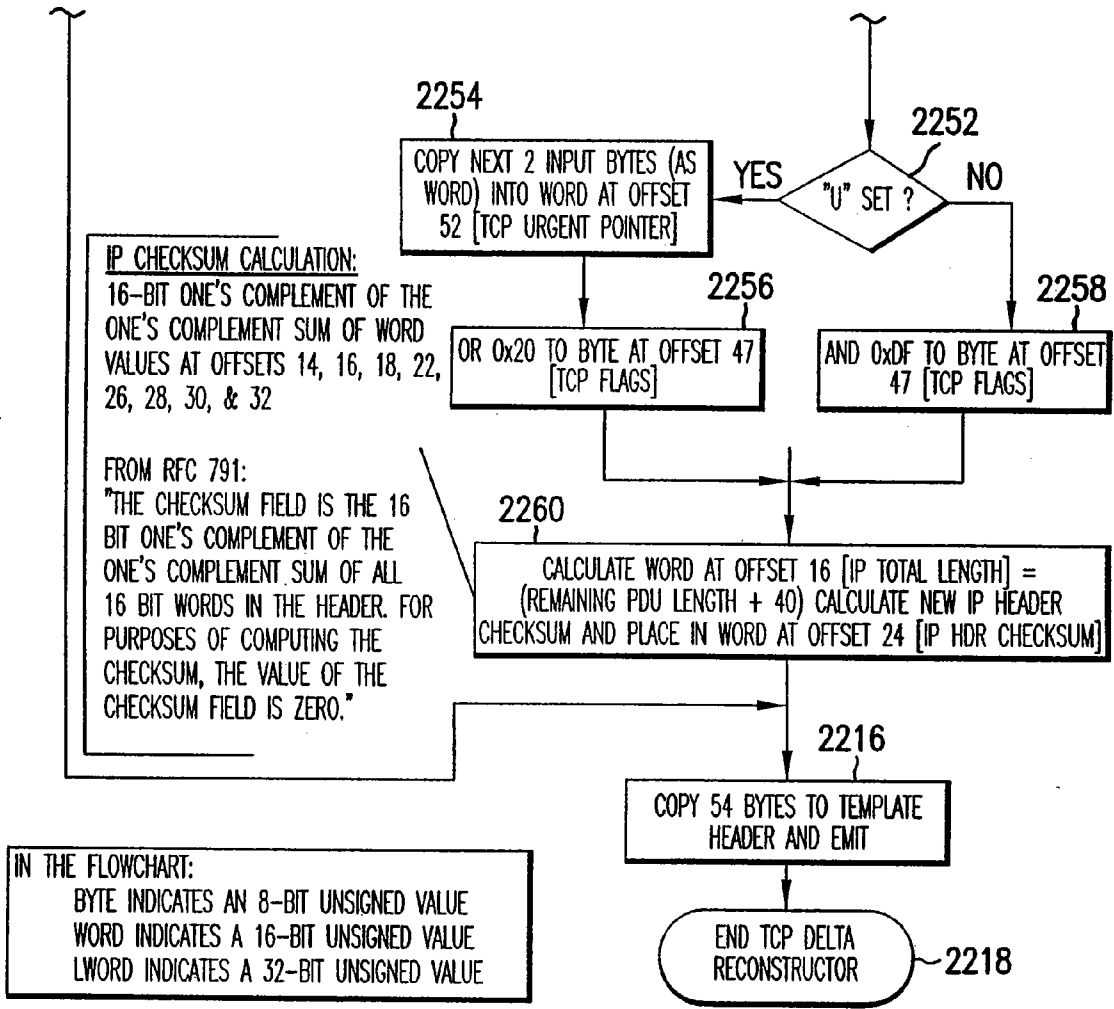 2254
COPY NEXT 2 INPUT BYTES (AS
WORD) INTO WORD AT OFFSET
52 [TCP URGENT POINTER]
YES
2252
"U" SET ?
NO
IP CHECKSUM CALCULATION:
16-BIT ONE'S COMPLEMENT OF THE
ONE'S COMPLEMENT SUM OF WORD
VALUES AT OFFSETS 14, 16, 18, 22,
26, 28, 30, & 32
FROM RFC 791:
"THE CHECKSUM FIELD IS THE 16
BIT ONE'S COMPLEMENT OF THE
ONE'S COMPLEMENT SUM OF ALL
16 BIT WORDS IN THE HEADER. FOR
PURPOSES OF COMPUTING THE
CHECKSUM, THE VALUE OF THE
CHECKSUM FIELD IS ZERO."
2256
OR 0x20 TO BYTE AT OFFSET 47
[TCP FLAGS]
2258
AND 0xDF TO BYTE AT OFFSET
47 [TCP FLAGS]
2260
CALCULATE WORD AT OFFSET 16 [IP TOTAL LENGTH] =
(REMAINING PDU LENGTH + 40) CALCULATE NEW IP HEADER
CHECKSUM AND PLACE IN WORD AT OFFSET 24 [IP HDR CHECKSUM]
2216
COPY 54 BYTES TO TEMPLATE
HEADER AND EMIT
IN THE FLOWCHART:
BYTE INDICATES AN 8-BIT UNSIGNED VALUE
WORD INDICATES A 16-BIT UNSIGNED VALUE
LWORD INDICATES A 32-BIT UNSIGNED VALUE
END TCP DELTA
RECONSTRUCTOR
2218